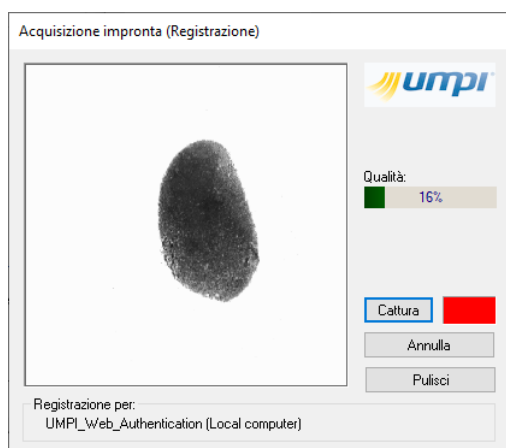 Acquisizione impronta (Registrazione)
umpi
Qualità:
16%
Cattura
Annulla
Pulisci
Registrazione per:
UMPI_Web_Authentication (Local computer)